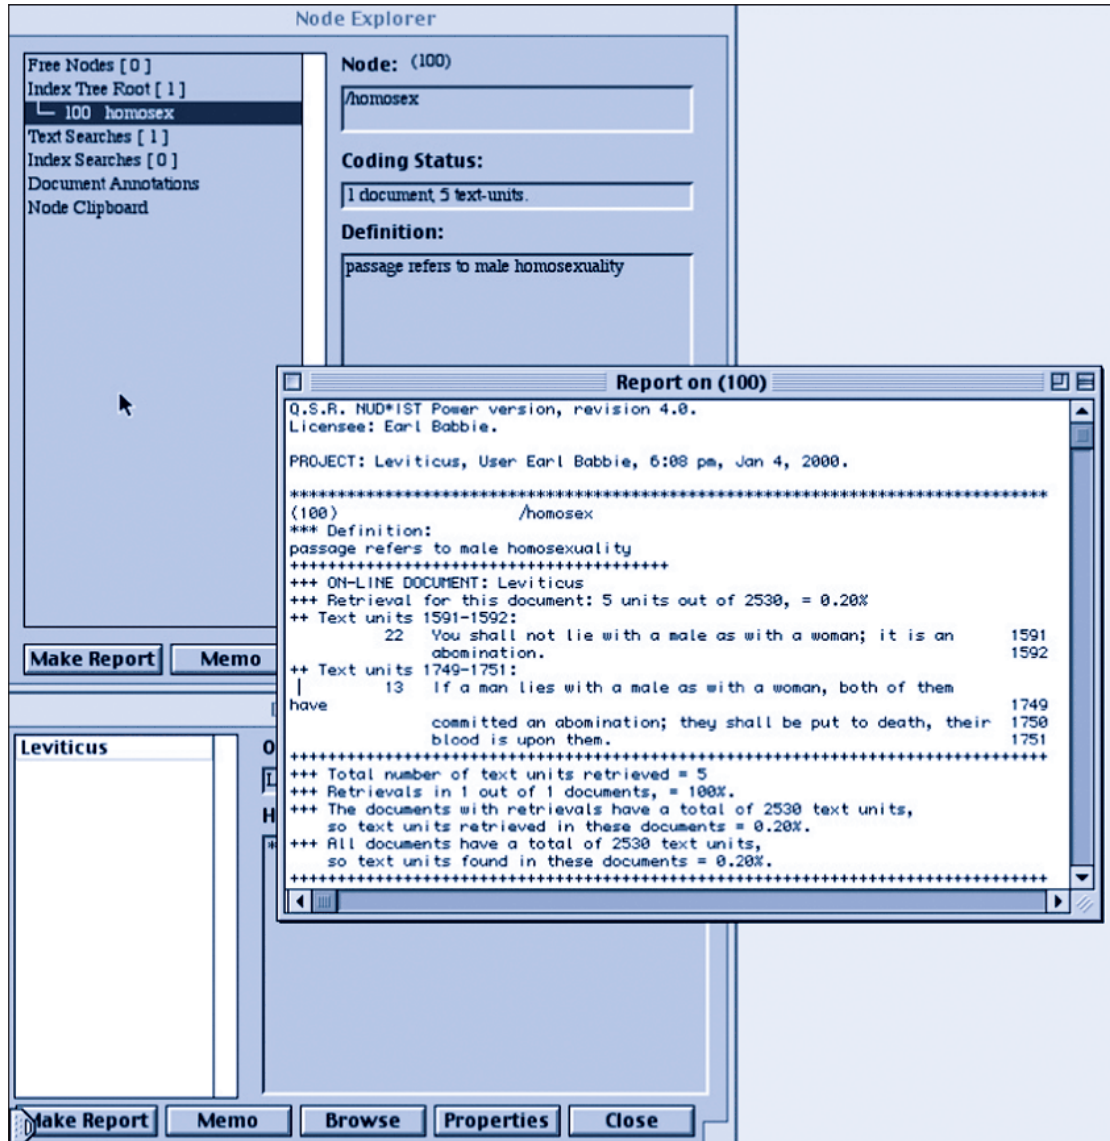 Node Explorer
Free Nodes [ 0 ]
Index Tree Root [ 1 ]
100 homosex
Text Searches [ 1 ]
Index Searches [ 0 ]
Document Annotations
Node Clipboard
Node: (100)
/homosex
Coding Status:
1 document, 5 text-units.
Definition:
passage refers to male homosexuality
Make Report
Memo
Report on (100)
Q.S.R. NUD*IST Power version, revision 4.0.
Licensee: Earl Babbie.
PROJECT: Leviticus, User Earl Babbie, 6:08 pm, Jan 4, 2000.
********************************************************************************
(100) /homosex
*** Definition:
passage refers to male homosexuality
++++++++++++++++++++++++++++++++++++++++
+++ ON-LINE DOCUMENT: Leviticus
+++ Retrieval for this document: 5 units out of 2530, = 0.20%
++ Text units 1591-1592:
22 You shall not lie with a male as with a woman; it is an 1591
abomination. 1592
++ Text units 1749-1751:
13 If a man lies with a male as with a woman, both of them
have 1749
committed an abomination; they shall be put to death, their 1750
blood is upon them. 1751
++++++++++++++++++++++++++++++++++++++++++++++++++++++++++++++++++++++++++++++++
+++ Total number of text units retrieved = 5
+++ Retrievals in 1 out of 1 documents, = 100%.
+++ The documents with retrievals have a total of 2530 text units,
so text units retrieved in these documents = 0.20%.
+++ All documents have a total of 2530 text units,
so text units found in these documents = 0.20%.
++++++++++++++++++++++++++++++++++++++++++++++++++++++++++++++++++++++++++++++++
Leviticus
Make Report
Memo
Browse
Properties
Close